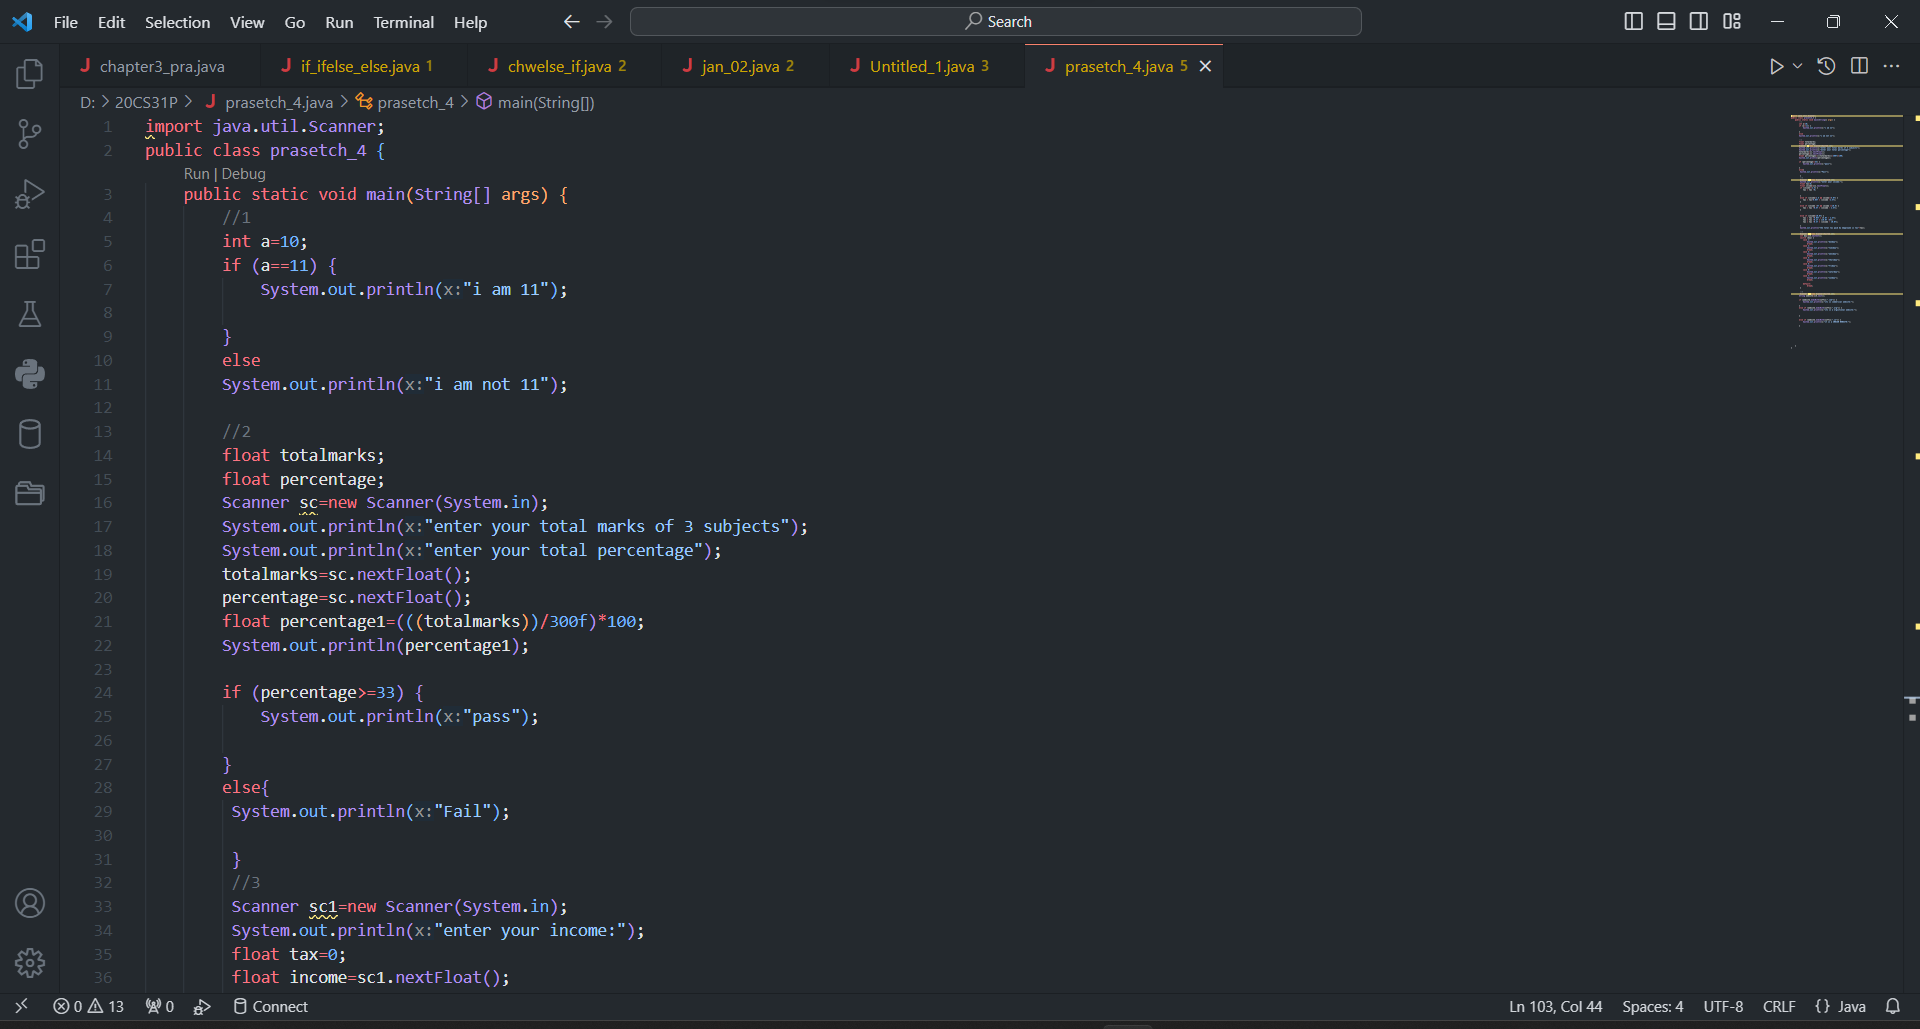 File Edit Selection View Go Run Terminal Help Search
chapter3_pra.java if_ifelse_else.java 1 chwelse_if.java 2 jan_02.java 2 Untitled_1.java 3 prasetch_4.java 5
D: > 20CS31P > prasetch_4.java > prasetch_4 > main(String[])
1 import java.util.Scanner;
2 public class prasetch_4 {
Run | Debug
3 public static void main(String[] args) {
4 //1
5 int a=10;
6 if (a==11) {
7 System.out.println(x:"i am 11");
8
9 }
10 else
11 System.out.println(x:"i am not 11");
12
13 //2
14 float totalmarks;
15 float percentage;
16 Scanner sc=new Scanner(System.in);
17 System.out.println(x:"enter your total marks of 3 subjects");
18 System.out.println(x:"enter your total percentage");
19 totalmarks=sc.nextFloat();
20 percentage=sc.nextFloat();
21 float percentage1=(((totalmarks))/300f)*100;
22 System.out.println(percentage1);
23
24 if (percentage>=33) {
25 System.out.println(x:"pass");
26
27 }
28 else{
29 System.out.println(x:"Fail");
30
31 }
32 //3
33 Scanner sc1=new Scanner(System.in);
34 System.out.println(x:"enter your income:");
35 float tax=0;
36 float income=sc1.nextFloat();
0 13 0 Connect Ln 103, Col 44 Spaces: 4 UTF-8 CRLF {} Java